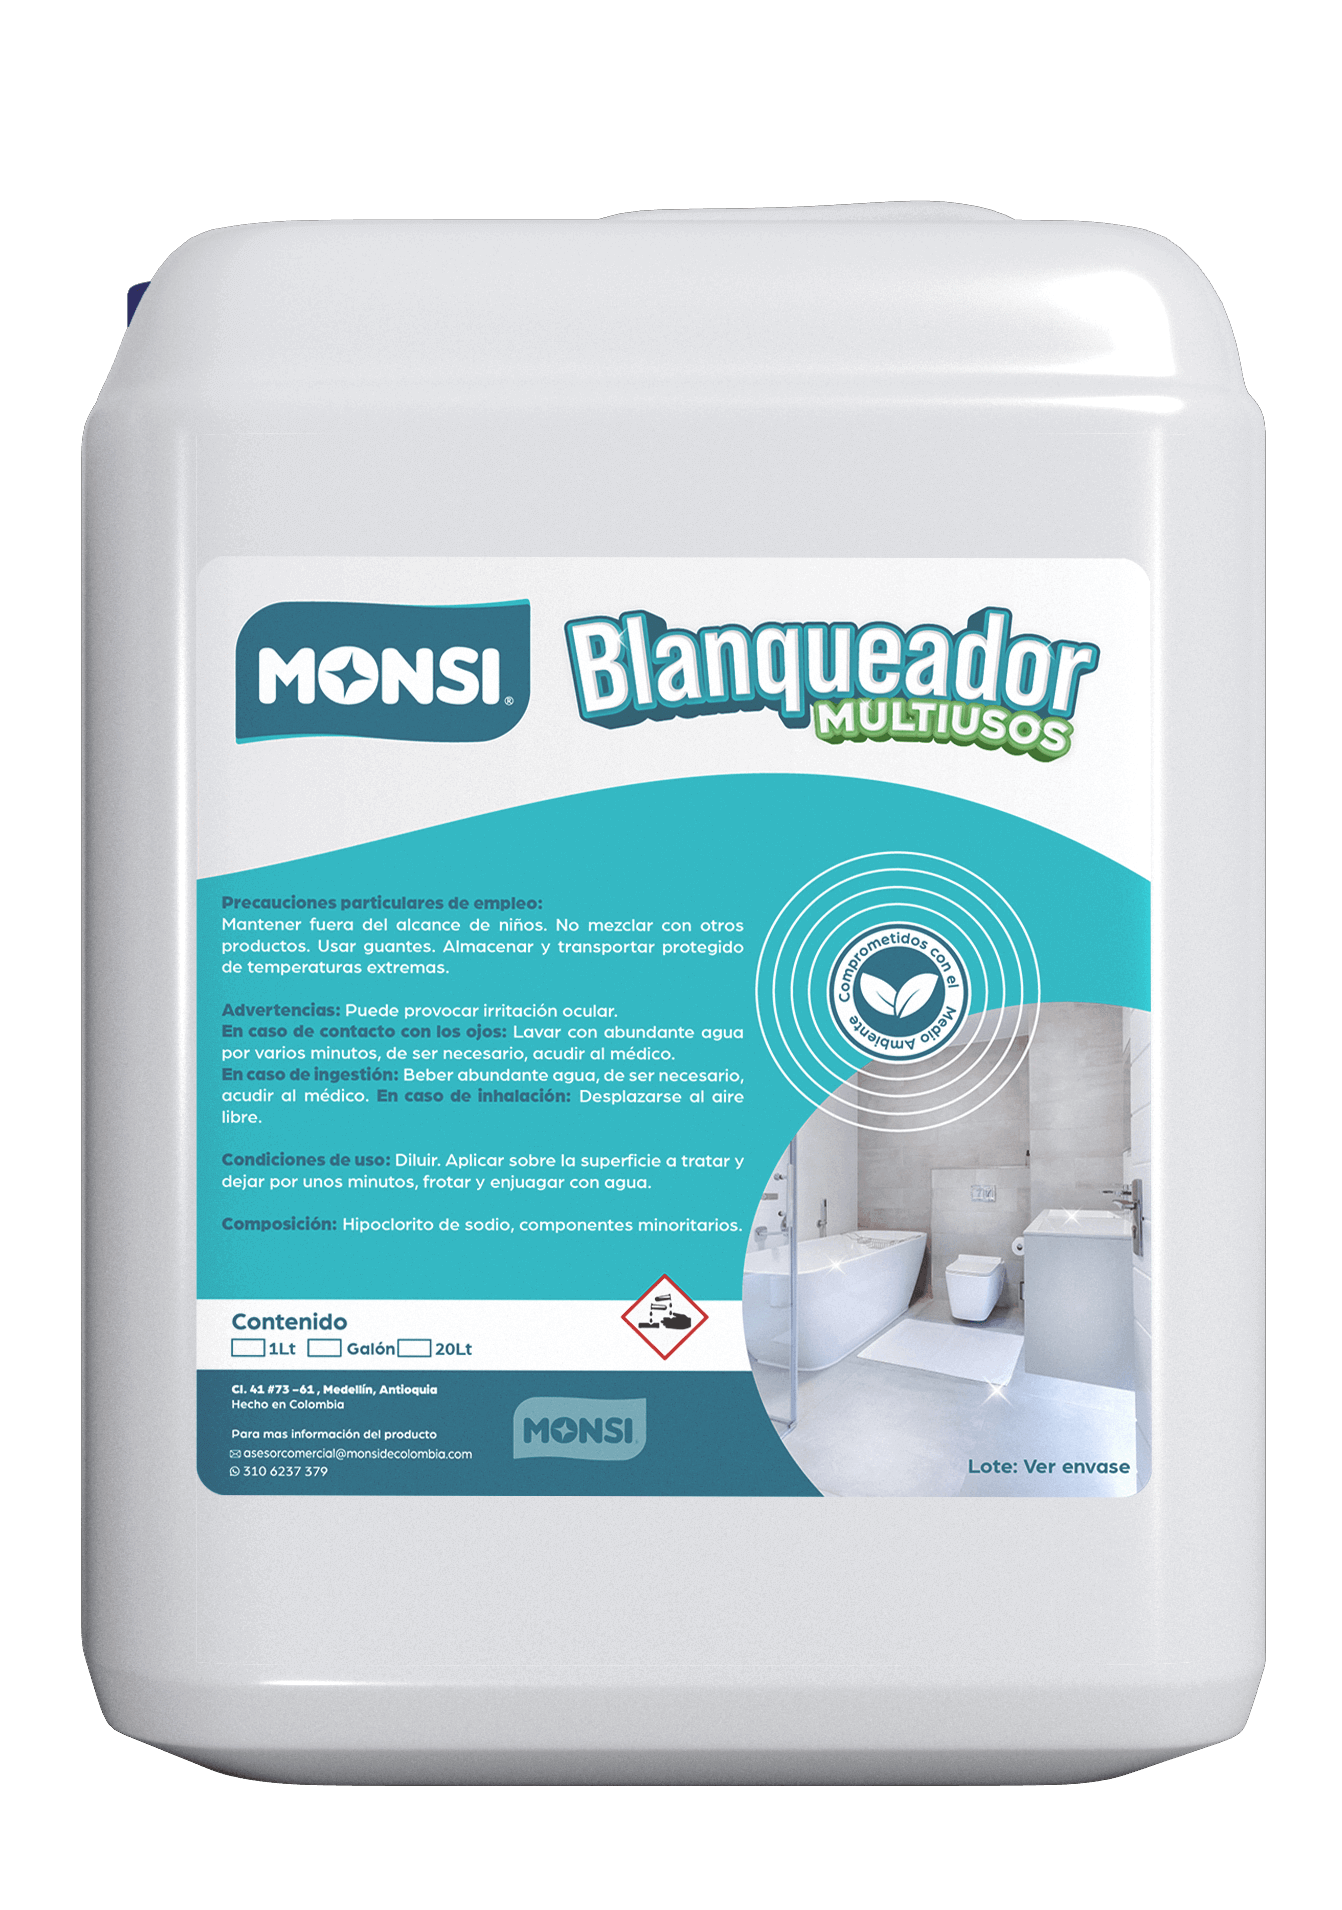 MONSI®
Blanqueador
MULTIUSOS
Precauciones particulares de empleo:
Mantener fuera del alcance de niños. No mezclar con otros
productos. Usar guantes. Almacenar y transportar protegido
de temperaturas extremas.
Advertencias: Puede provocar irritación ocular.
En caso de contacto con los ojos: Lavar con abundante agua
por varios minutos, de ser necesario, acudir al médico.
En caso de ingestión: Beber abundante agua, de ser necesario,
acudir al médico. En caso de inhalación: Desplazarse al aire
libre.
Condiciones de uso: Diluir. Aplicar sobre la superficie a tratar y
dejar por unos minutos, frotar y enjuagar con agua.
Composición: Hipoclorito de sodio, componentes minoritarios.
Comprometidos con el Medio Ambiente
Contenido
1Lt Galón 20Lt
Cl. 41 #73 -61 , Medellín, Antioquia
Hecho en Colombia
Para mas información del producto
asesorcomercial@monsidecolombia.com
310 6237 379
MONSI
Lote: Ver envase